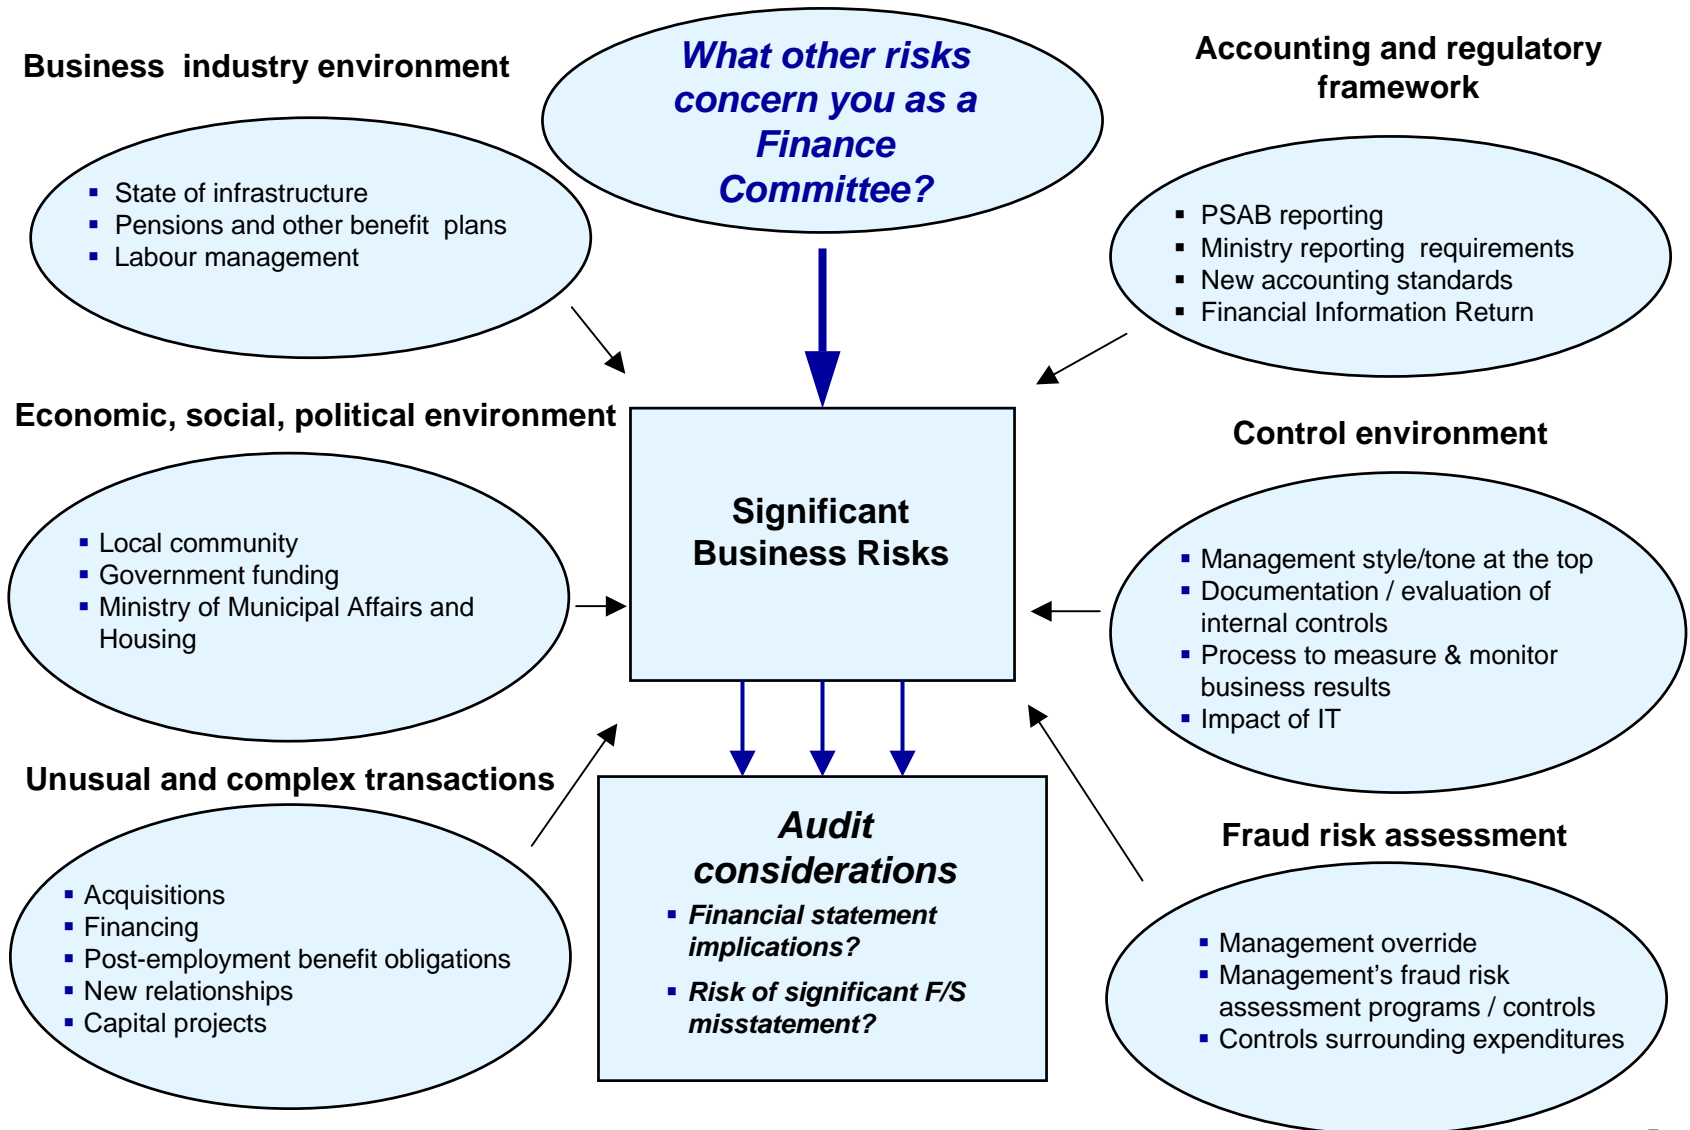 Business  industry environment
▪ State of infrastructure
▪ Pensions and other benefit  plans
▪ Labour management
What other risks
concern you as a
Finance
Committee?
Accounting and regulatory
framework
▪ PSAB reporting
▪ Ministry reporting  requirements
▪ New accounting standards
▪ Financial Information Return
Economic, social, political environment
▪ Local community
▪ Government funding
▪ Ministry of Municipal Affairs and
Housing
Significant
Business Risks
Control environment
▪ Management style/tone at the top
▪ Documentation / evaluation of
internal controls
▪ Process to measure & monitor
business results
▪ Impact of IT
Unusual and complex transactions
▪ Acquisitions
▪ Financing
▪ Post-employment benefit obligations
▪ New relationships
▪ Capital projects
Audit
considerations
▪ Financial statement
implications?
▪ Risk of significant F/S
misstatement?
Fraud risk assessment
▪ Management override
▪ Management’s fraud risk
assessment programs / controls
▪ Controls surrounding expenditures